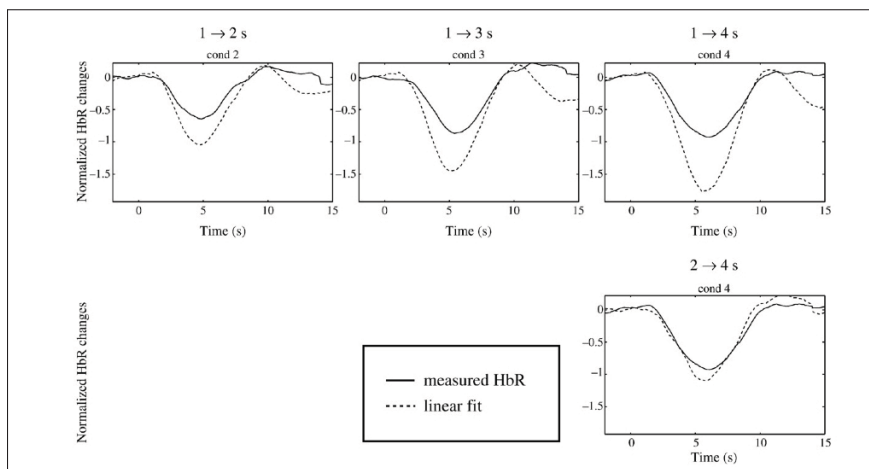 1 → 2 s
cond 2
Normalized HbR changes
0
−0.5
−1
−1.5
0 5 10 15
Time (s)
1 → 3 s
cond 3
0
−0.5
−1
−1.5
0 5 10 15
Time (s)
1 → 4 s
cond 4
0
−0.5
−1
−1.5
0 5 10 15
Time (s)
Normalized HbR changes
measured HbR
linear fit
2 → 4 s
cond 4
0
−0.5
−1
−1.5
0 5 10 15
Time (s)